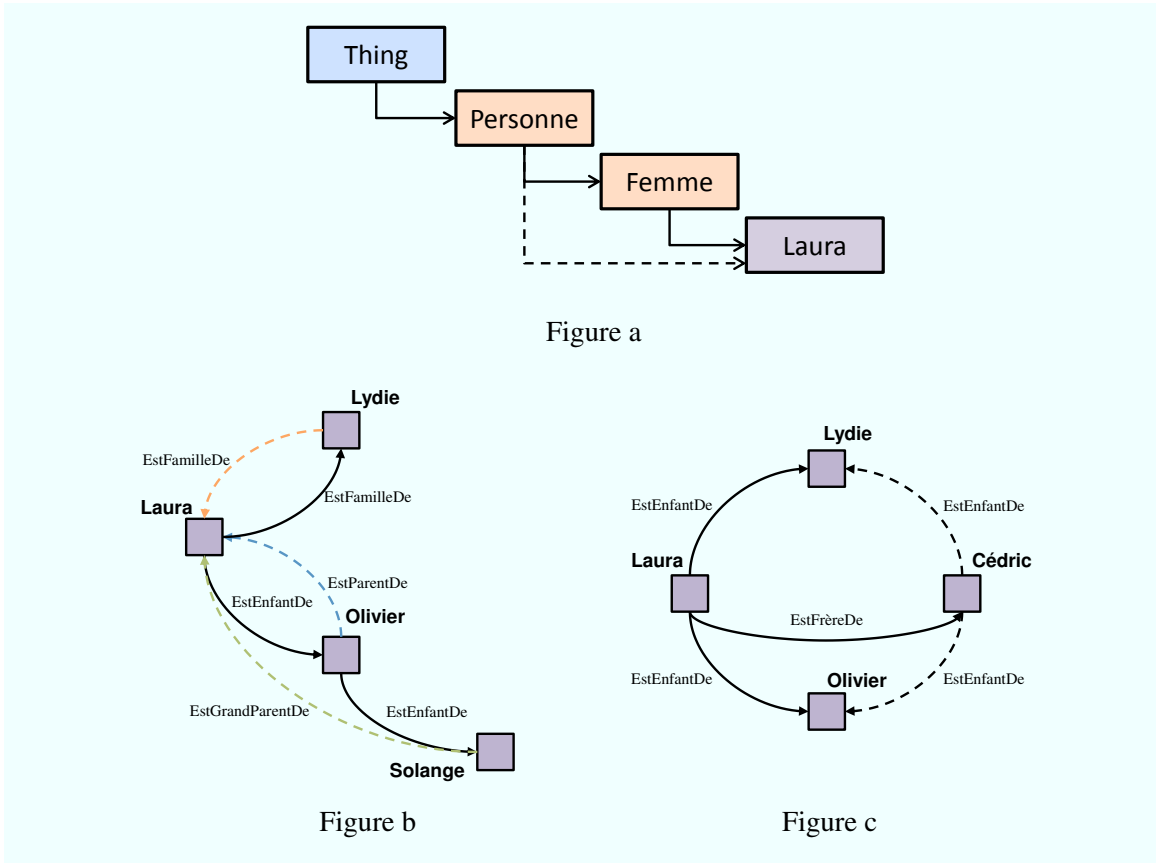 Thing
Personne
Femme
Laura
Figure a
Lydie
EstFamilleDe
EstFamilleDe
Laura
EstParentDe
EstEnfantDe
Olivier
EstGrandParentDe
EstEnfantDe
Solange
Figure b
Lydie
EstEnfantDe
EstEnfantDe
Laura
Cédric
EstFrèreDe
EstEnfantDe
Olivier
EstEnfantDe
Figure c